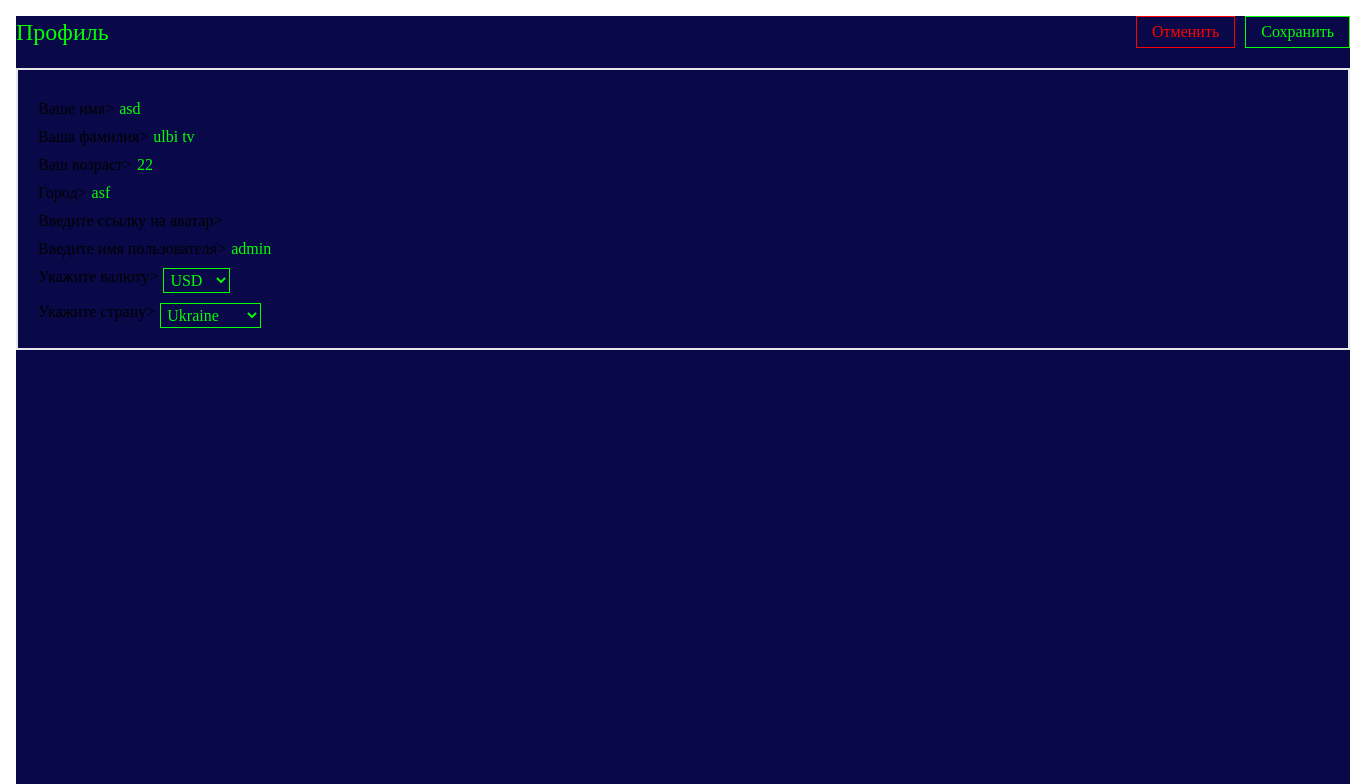 Профиль Отменить Сохранить
Ваше имя> asd
Ваша фамилия> ulbi tv
Ваш возраст> 22
Город> asf
Введите ссылку на аватар>
Введите имя пользователя> admin
Укажите валюту> USD
Укажите страну> Ukraine